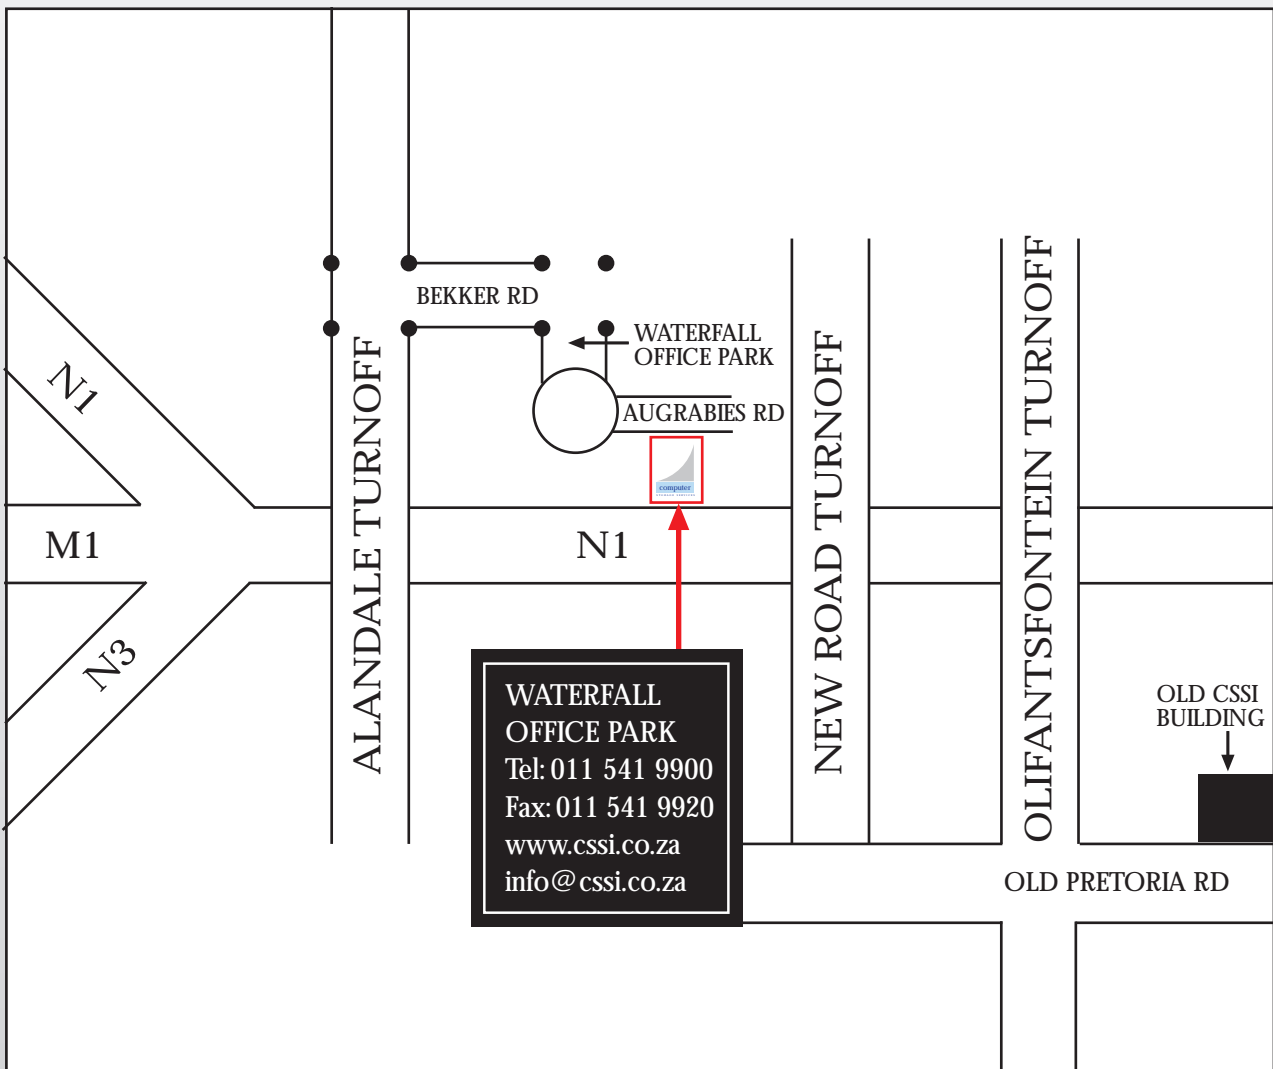 BEKKER RD
WATERFALL
OFFICE PARK
N1
ALANDALE TURNOFF
AUGRABIES RD
computer
NEW ROAD TURNOFF
OLIFANTSFONTEIN TURNOFF
M1
N1
N3
WATERFALL
OFFICE PARK
Tel: 011 541 9900
Fax: 011 541 9920
www.cssi.co.za
info@cssi.co.za
OLD CSSI
BUILDING
OLD PRETORIA RD